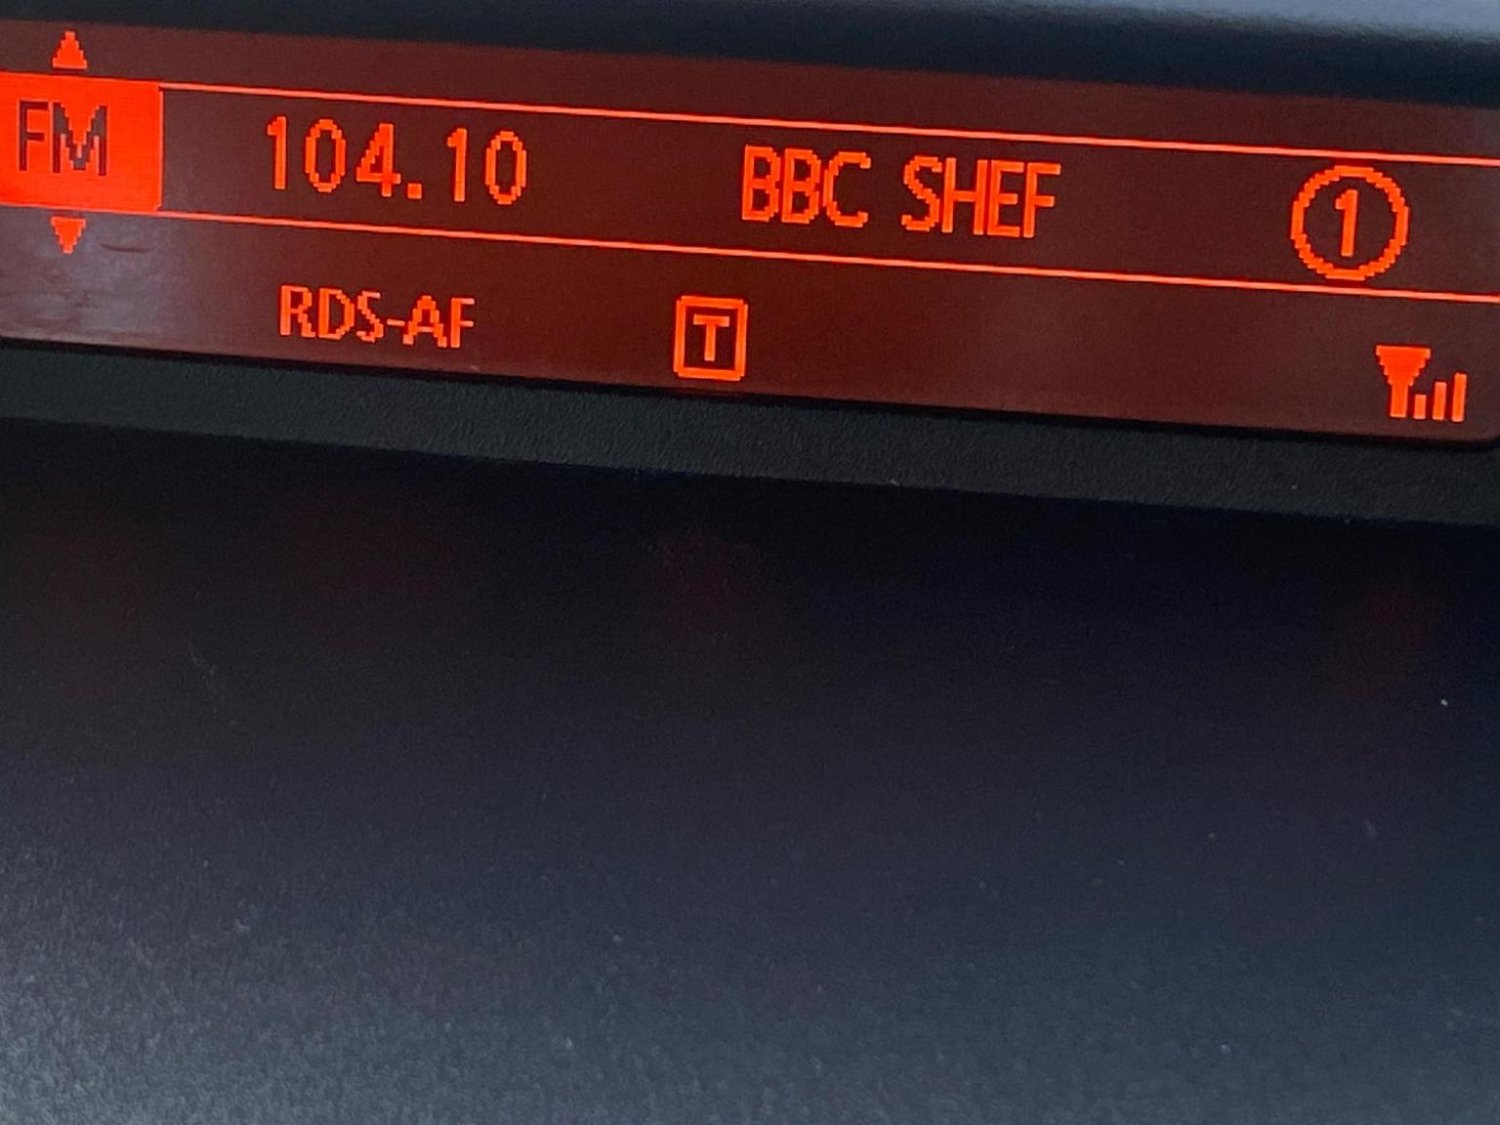 FM 104.10 BBC SHEF 1
RDS-AF T